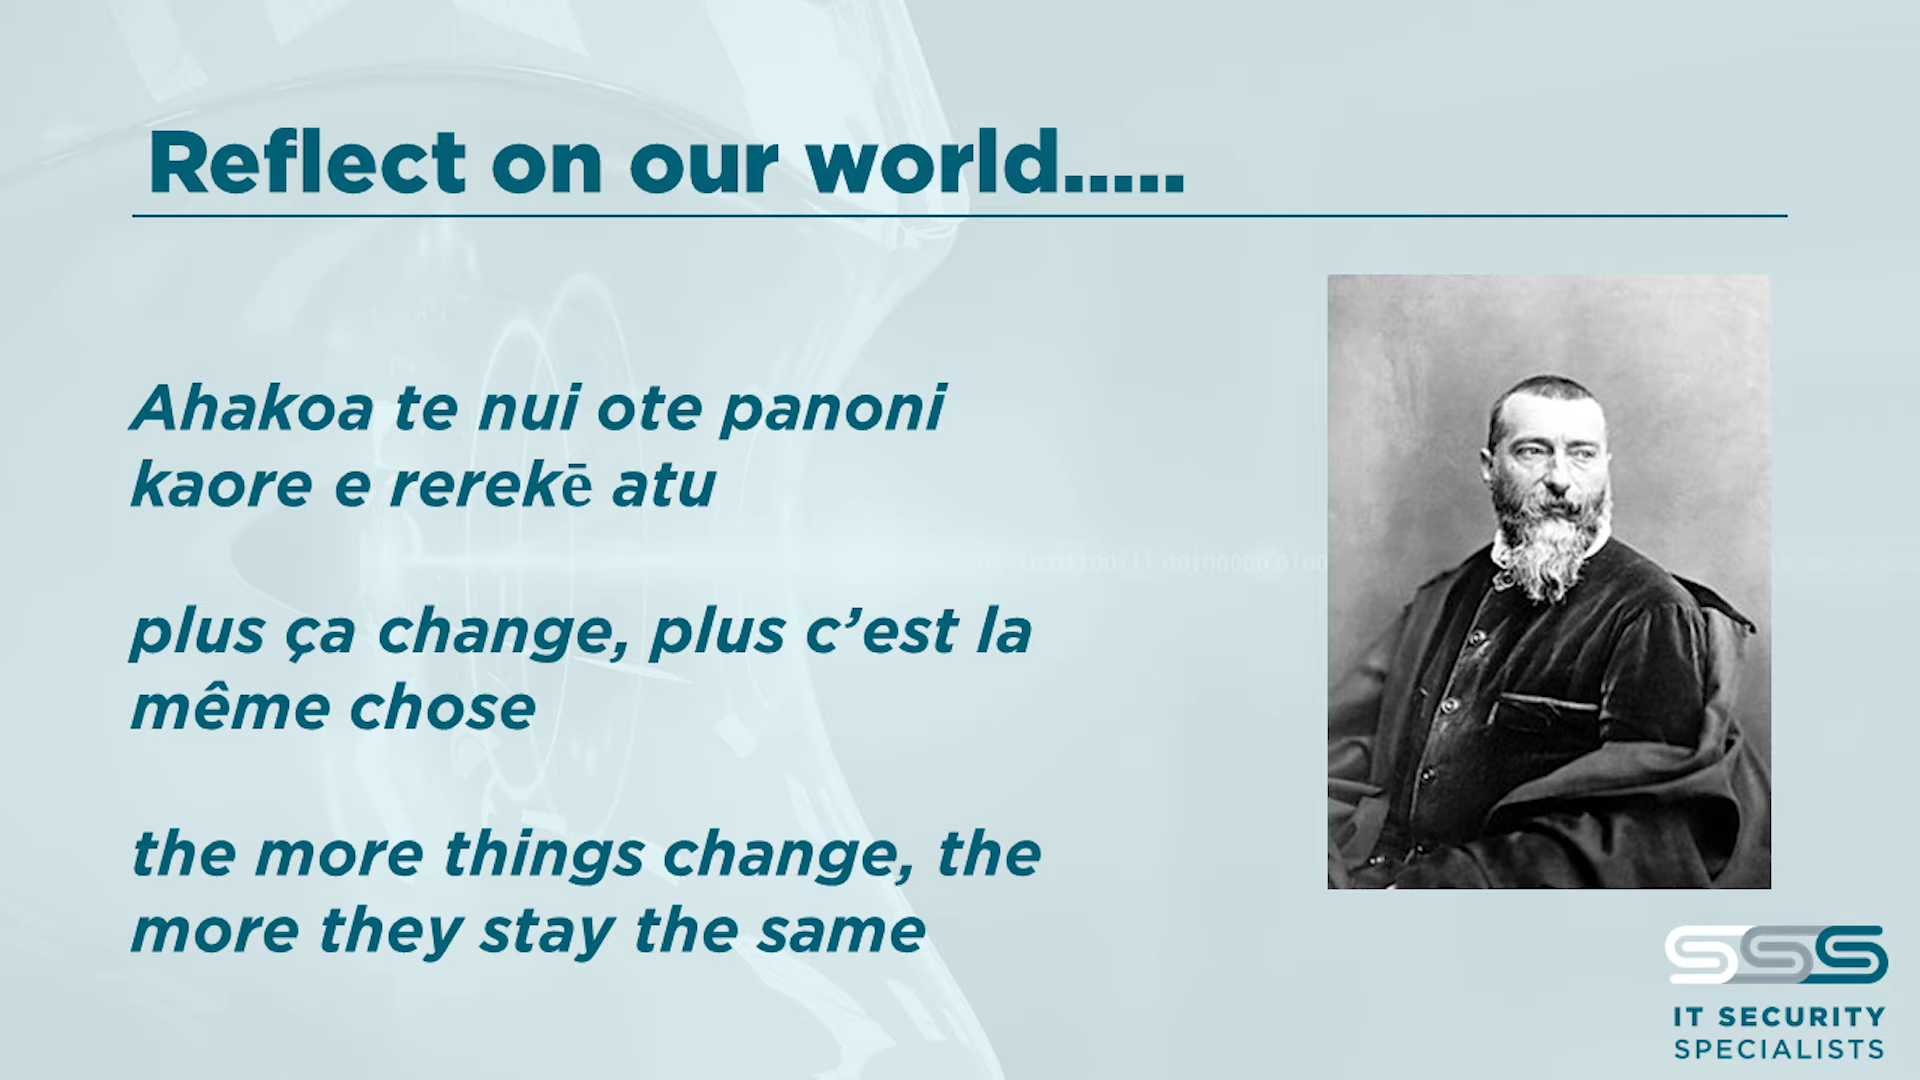 Reflect on our world.....
Ahakoa te nui ote panoni
kaore e rerekē atu
plus ça change, plus c’est la
même chose
the more things change, the
more they stay the same
SSS
IT SECURITY
SPECIALISTS